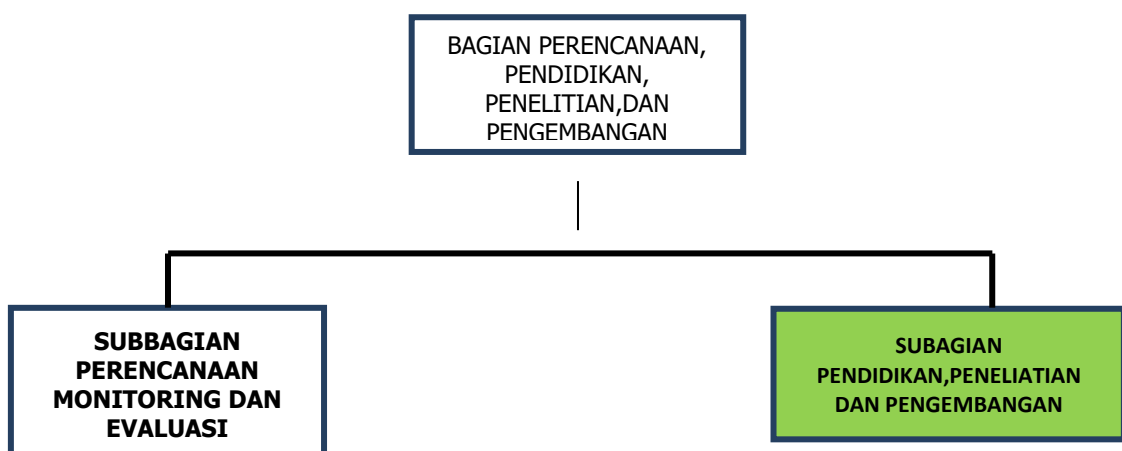 BAGIAN PERENCANAAN,
PENDIDIKAN,
PENELITIAN,DAN
PENGEMBANGAN
SUBBAGIAN
PERENCANAAN
MONITORING DAN
EVALUASI
SUBAGIAN
PENDIDIKAN,PENELIATIAN
DAN PENGEMBANGAN